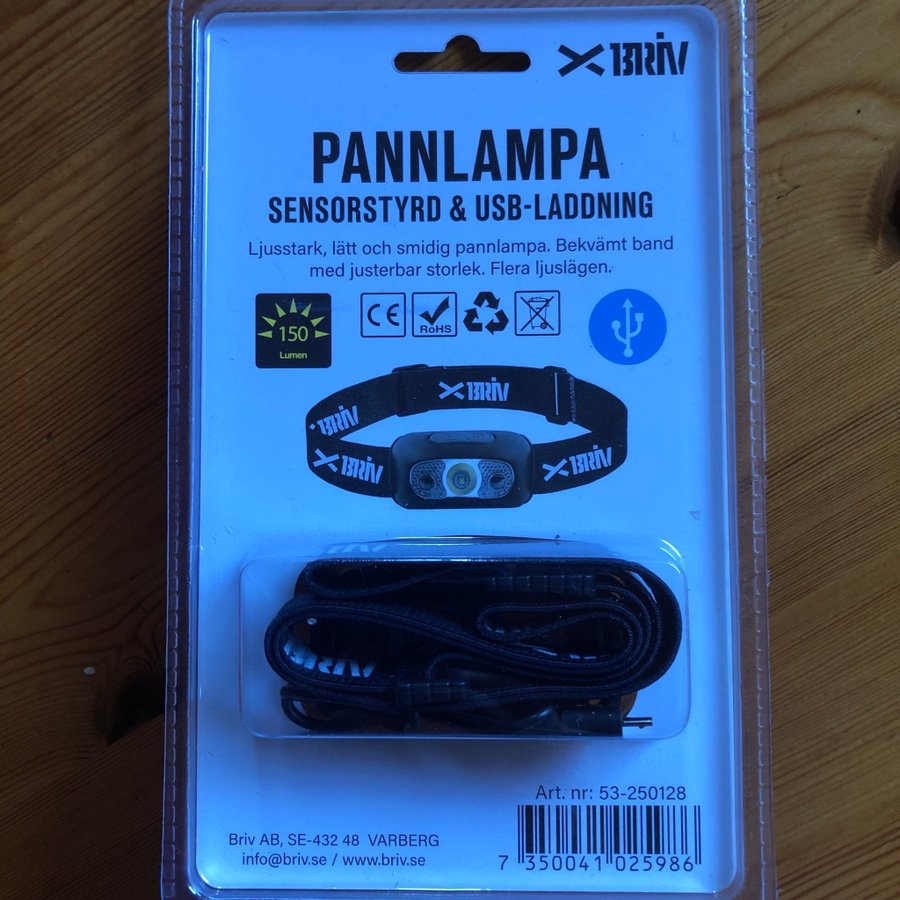 BRIV
PANNLAMPA
SENSORSTYRD & USB-LADDNING
Ljusstark, lätt och smidig pannlampa. Bekvämt band
med justerbar storlek. Flera ljuslägen.
150
Lumen
CE
RoHS
BRIV
BRIV
BRIV
BRIV
BRIV
Art. nr: 53-250128
Briv AB, SE-432 48 VARBERG
info@briv.se / www.briv.se
7 350041 025986